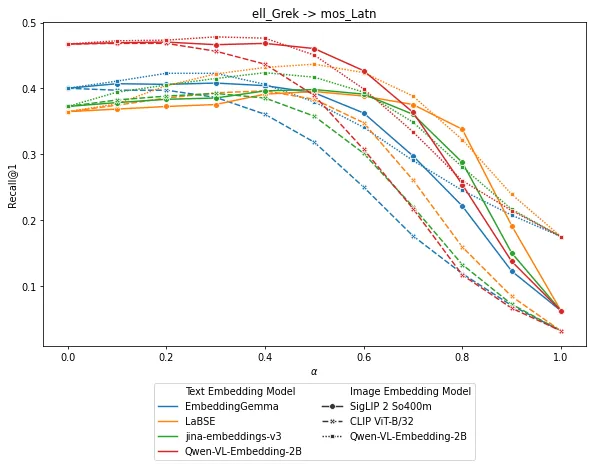 ell_Grek -> mos_Latn
Recall@1
0.5
0.4
0.3
0.2
0.1
0.0 0.2 0.4 0.6 0.8 1.0
α
Text Embedding Model
EmbeddingGemma
LaBSE
jina-embeddings-v3
Qwen-VL-Embedding-2B
Image Embedding Model
SigLIP 2 So400m
CLIP ViT-B/32
Qwen-VL-Embedding-2B